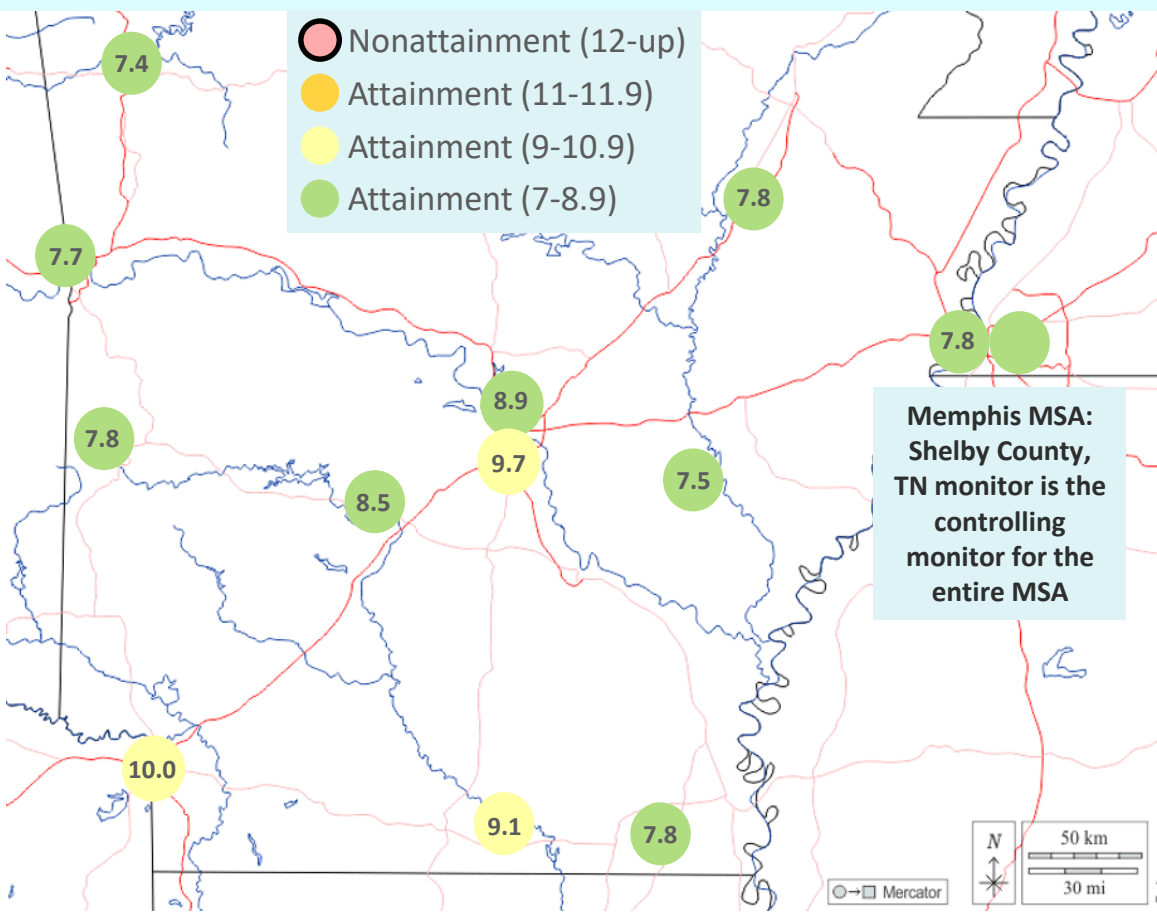 Nonattainment (12-up)
Attainment (11-11.9)
Attainment (9-10.9)
Attainment (7-8.9)
7.4
7.8
7.7
7.8
8.9
7.8
9.7
7.5
8.5
Memphis MSA:
Shelby County,
TN monitor is the
controlling
monitor for the
entire MSA
10.0
9.1
7.8
N
50 km
30 mi
Mercator